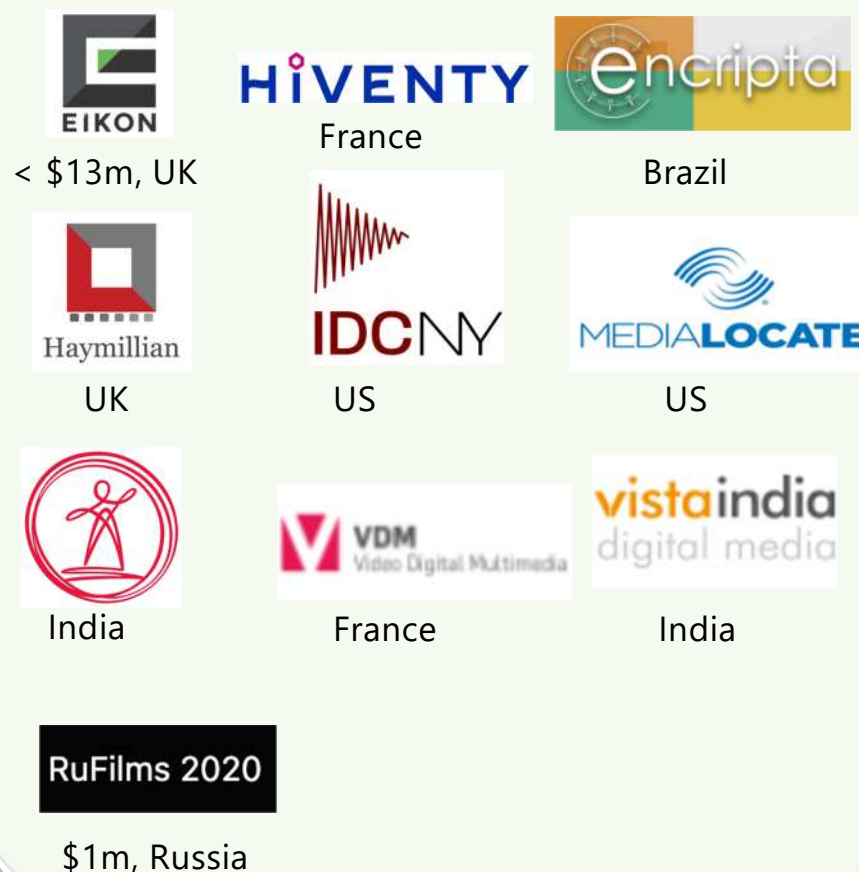 EIKON
< $13m, UK
HiVENTY
France
encripta
Brazil
Haymillian
UK
IDCNY
US
MEDIALOCATE
US
India
VDM
Video Digital Multimedia
France
vistaindia
digital media
India
RuFilms 2020
$1m, Russia